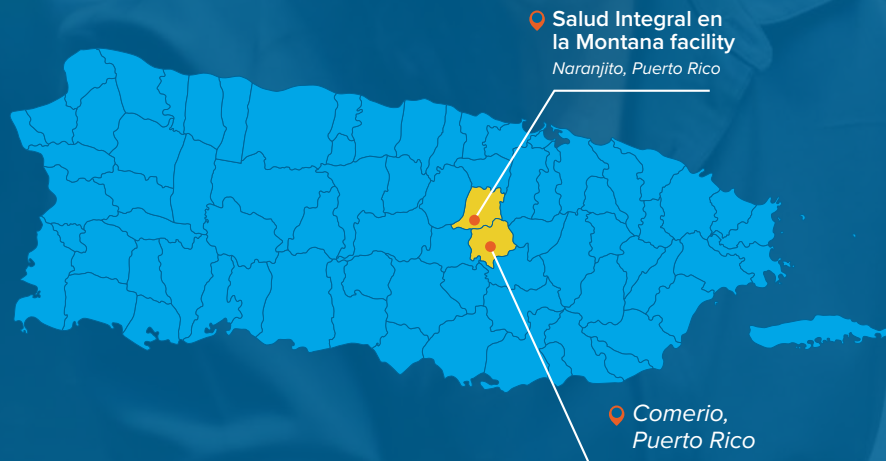 Salud Integral en
la Montana facility
Naranjito, Puerto Rico
Comerio,
Puerto Rico